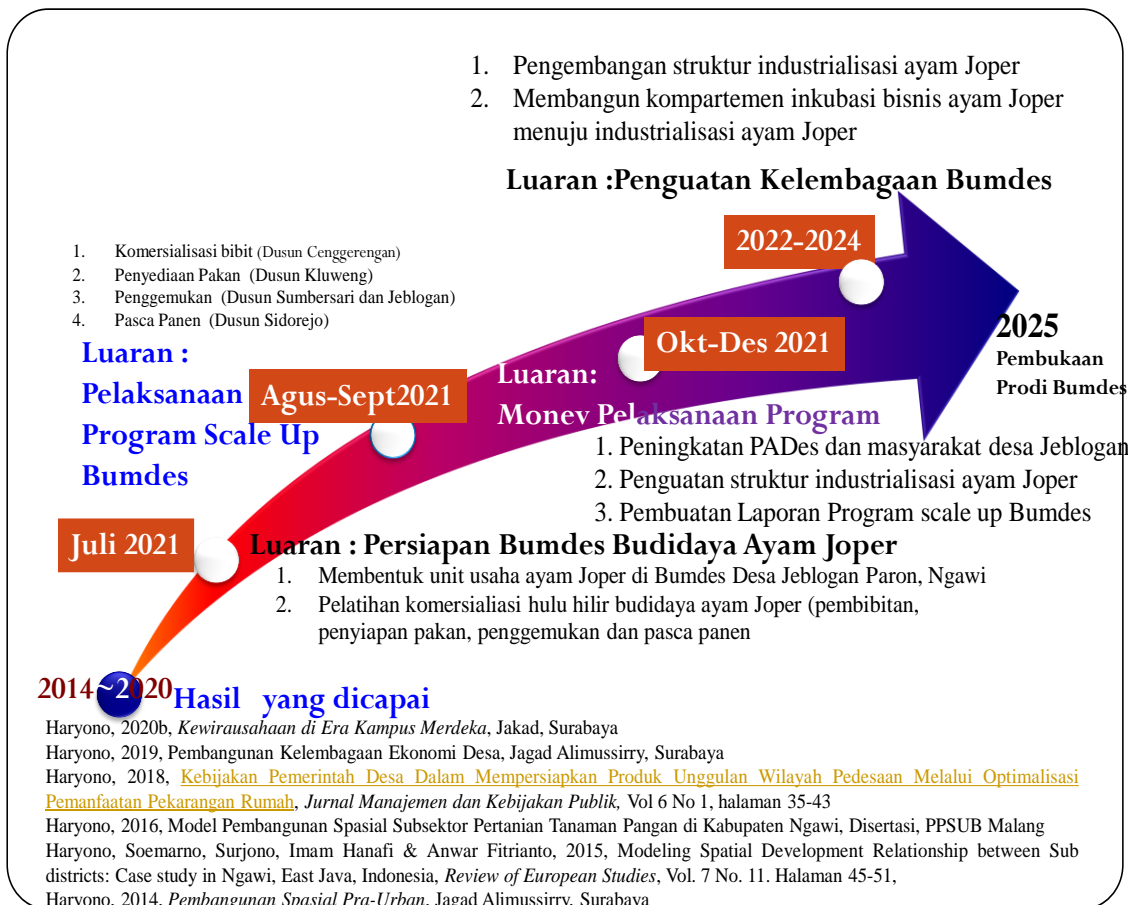 1. Pengembangan struktur industrialisasi ayam Joper
2. Membangun kompartemen inkubasi bisnis ayam Joper
menuju industrialisasi ayam Joper
Luaran :Penguatan Kelembagaan Bumdes
2022-2024
1. Komersialisasi bibit (Dusun Cenggerengan)
2. Penyediaan Pakan (Dusun Kluweng)
3. Penggemukan (Dusun Sumbersari dan Jeblogan)
4. Pasca Panen (Dusun Sidorejo)
Luaran :
Pelaksanaan
Program Scale Up
Bumdes
Agus-Sept2021
Okt-Des 2021
2025
Pembukaan
Prodi Bumdes
Luaran:
Monev Pelaksanaan Program
1. Peningkatan PADes dan masyarakat desa Jeblogan
2. Penguatan struktur industrialisasi ayam Joper
3. Pembuatan Laporan Program scale up Bumdes
Juli 2021
Luaran : Persiapan Bumdes Budidaya Ayam Joper
1. Membentuk unit usaha ayam Joper di Bumdes Desa Jeblogan Paron, Ngawi
2. Pelatihan komersialiasi hulu hilir budidaya ayam Joper (pembibitan,
penyiapan pakan, penggemukan dan pasca panen
2014~2020
Hasil yang dicapai
Haryono, 2020b, Kewirausahaan di Era Kampus Merdeka, Jakad, Surabaya
Haryono, 2019, Pembangunan Kelembagaan Ekonomi Desa, Jagad Alimussirry, Surabaya
Haryono, 2018, Kebijakan Pemerintah Desa Dalam Mempersiapkan Produk Unggulan Wilayah Pedesaan Melalui Optimalisasi
Pemanfaatan Pekarangan Rumah, Jurnal Manajemen dan Kebijakan Publik, Vol 6 No 1, halaman 35-43
Haryono, 2016, Model Pembangunan Spasial Subsektor Pertanian Tanaman Pangan di Kabupaten Ngawi, Disertasi, PPSUB Malang
Haryono, Soemarno, Surjono, Imam Hanafi & Anwar Fitrianto, 2015, Modeling Spatial Development Relationship between Sub
districts: Case study in Ngawi, East Java, Indonesia, Review of European Studies, Vol. 7 No. 11. Halaman 45-51,
Haryono, 2014, Pembangunan Spasial Pra-Urban, Jagad Alimussirry, Surabaya